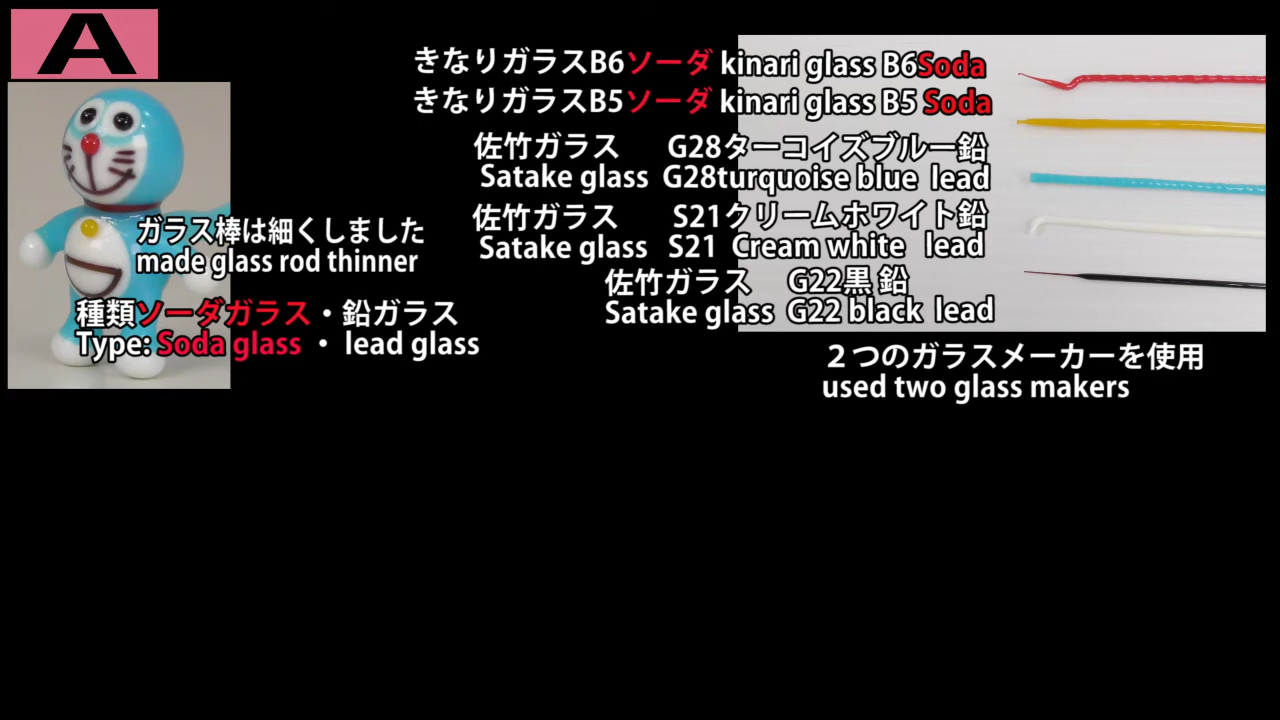 A
きなりガラスB6ソーダ kinari glass B6Soda
きなりガラスB5ソーダ kinari glass B5 Soda
佐竹ガラス G28ターコイズブルー鉛
Satake glass G28turquoise blue lead
佐竹ガラス S21クリームホワイト鉛
Satake glass S21 Cream white lead
佐竹ガラス G22黒 鉛
Satake glass G22 black lead
ガラス棒は細くしました
made glass rod thinner
種類ソーダガラス・鉛ガラス
Type: Soda glass ・ lead glass
２つのガラスメーカーを使用
used two glass makers